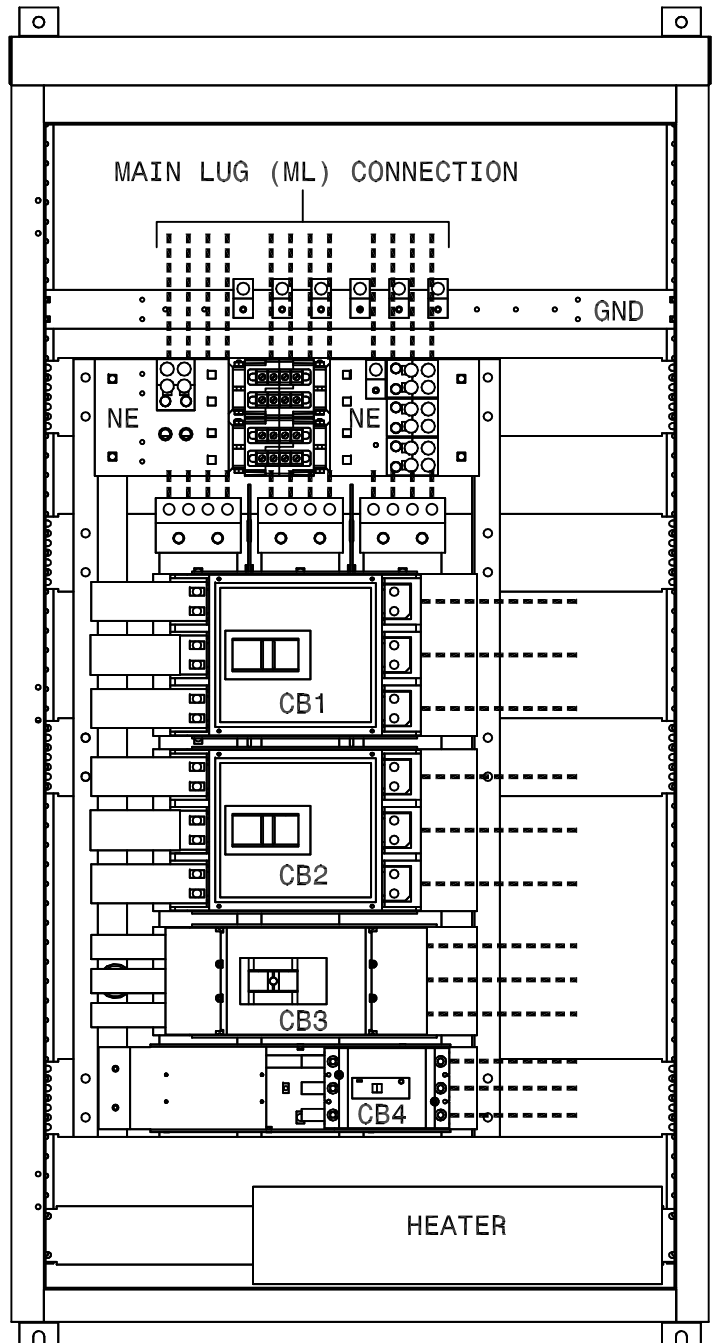 MAIN LUG (ML) CONNECTION
GND
NE
NE
CB1
CB2
CB3
CB4
HEATER